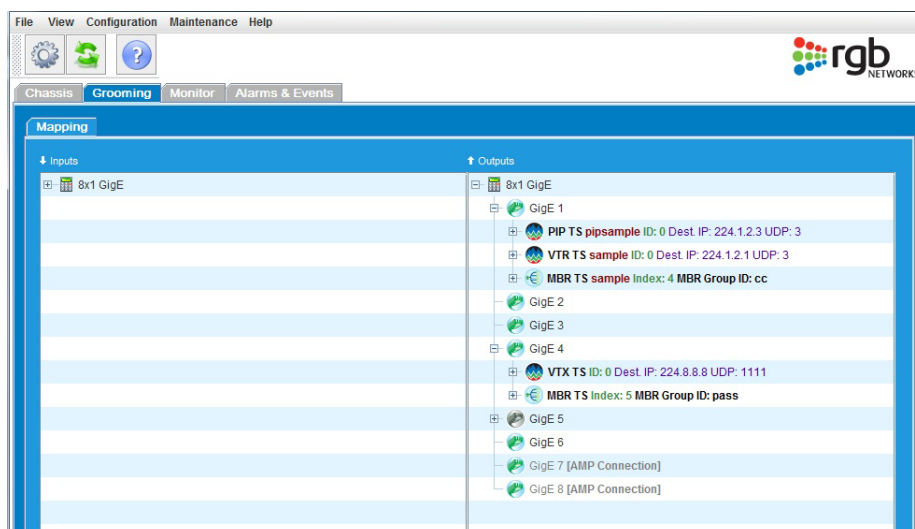 File View Configuration Maintenance Help
?
rgb
NETWORKS
Chassis Grooming Monitor Alarms & Events
Mapping
Inputs
8x1 GigE
Outputs
8x1 GigE
GigE 1
PIP TS pipsample ID: 0 Dest. IP: 224.1.2.3 UDP: 3
VTR TS sample ID: 0 Dest. IP: 224.1.2.1 UDP: 3
MBR TS sample Index: 4 MBR Group ID: cc
GigE 2
GigE 3
GigE 4
VTX TS ID: 0 Dest. IP: 224.8.8.8 UDP: 1111
MBR TS Index: 5 MBR Group ID: pass
GigE 5
GigE 6
GigE 7 [AMP Connection]
GigE 8 [AMP Connection]